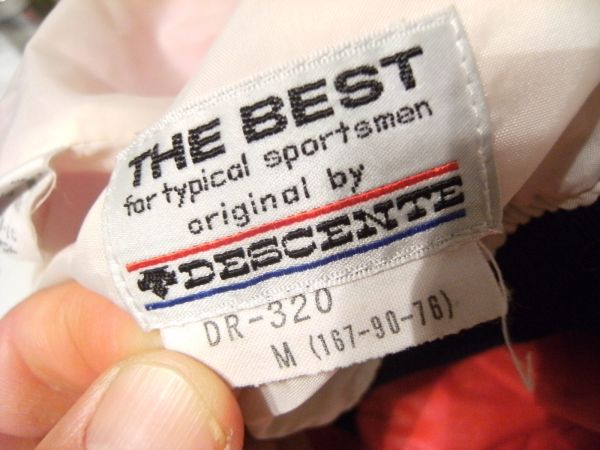 THE BEST
for typical sportsmen
original by
DESCENTE
DR-320
M (167-90-76)